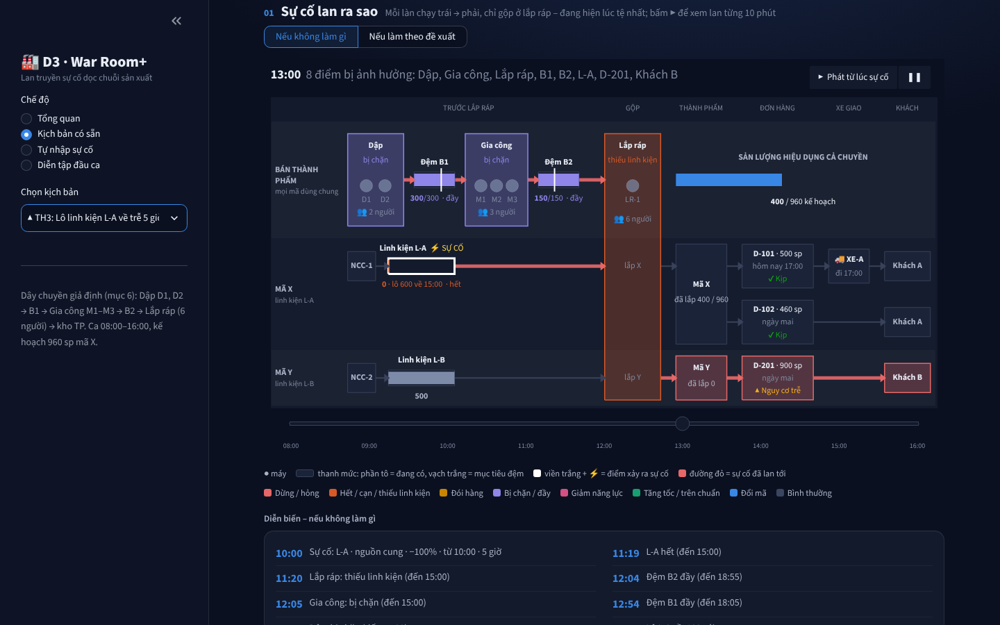 🏭 D3 · War Room+
Lan truyền sự cố dọc chuỗi sản xuất
Chế độ
Tổng quan
Kịch bản có sẵn
Tự nhập sự cố
Diễn tập đầu ca
Chọn kịch bản
▲ TH3: Lô linh kiện L-A về trễ 5 giờ
Dây chuyền giả định (mục 6): Dập D1, D2
→ B1 → Gia công M1–M3 → B2 → Lắp ráp (6
người) → kho TP. Ca 08:00–16:00, kế
hoạch 960 sp mã X.
01 Sự cố lan ra sao Mỗi làn chạy trái → phải, chỉ gộp ở lắp ráp – đang hiện lúc tệ nhất; bấm ▶ để xem lan từng 10 phút
Nếu không làm gì Nếu làm theo đề xuất
13:00 8 điểm bị ảnh hưởng: Dập, Gia công, Lắp ráp, B1, B2, L-A, D-201, Khách B
▶ Phát từ lúc sự cố ❚❚
TRƯỚC LẮP RÁP GỘP THÀNH PHẨM ĐƠN HÀNG XE GIAO KHÁCH
BÁN THÀNH
PHẨM
mọi mã dùng chung
Dập
bị chặn
D1 D2
👥 2 người
Đệm B1
300/300 · đầy
Gia công
bị chặn
M1 M2 M3
👥 3 người
Đệm B2
150/150 · đầy
Lắp ráp
thiếu linh kiện
LR-1
👥 6 người
lắp X
lắp Y
SẢN LƯỢNG HIỆU DỤNG CẢ CHUYỀN
400 / 960 kế hoạch
MÃ X
linh kiện L-A
NCC-1
Linh kiện L-A ⚡ SỰ CỐ
0 · lô 600 về 15:00 · hết
Mã X
đã lắp 400 / 960
D-101 · 500 sp
hôm nay 17:00
✓ Kịp
🚚 XE-A
đi 17:00
Khách A
D-102 · 460 sp
ngày mai
✓ Kịp
Khách A
MÃ Y
linh kiện L-B
NCC-2
Linh kiện L-B
500
Mã Y
đã lắp 0
D-201 · 900 sp
ngày mai
▲ Nguy cơ trễ
Khách B
08:00 09:00 10:00 11:00 12:00 13:00 14:00 15:00 16:00
● máy thanh mức: phần tô = đang có, vạch trắng = mục tiêu đệm viền trắng + ⚡ = điểm xảy ra sự cố đường đỏ = sự cố đã lan tới
Dừng / hỏng Hết / cạn / thiếu linh kiện Đói hàng Bị chặn / đầy Giảm năng lực Tăng tốc / trên chuẩn Đổi mã Bình thường
Diễn biến – nếu không làm gì
10:00 Sự cố: L-A · nguồn cung · −100% · từ 10:00 · 5 giờ
11:19 L-A hết (đến 15:00)
11:20 Lắp ráp: thiếu linh kiện (đến 15:00)
12:04 Đệm B2 đầy (đến 18:55)
12:05 Gia công: bị chặn (đến 15:00)
12:54 Đệm B1 đầy (đến 18:05)